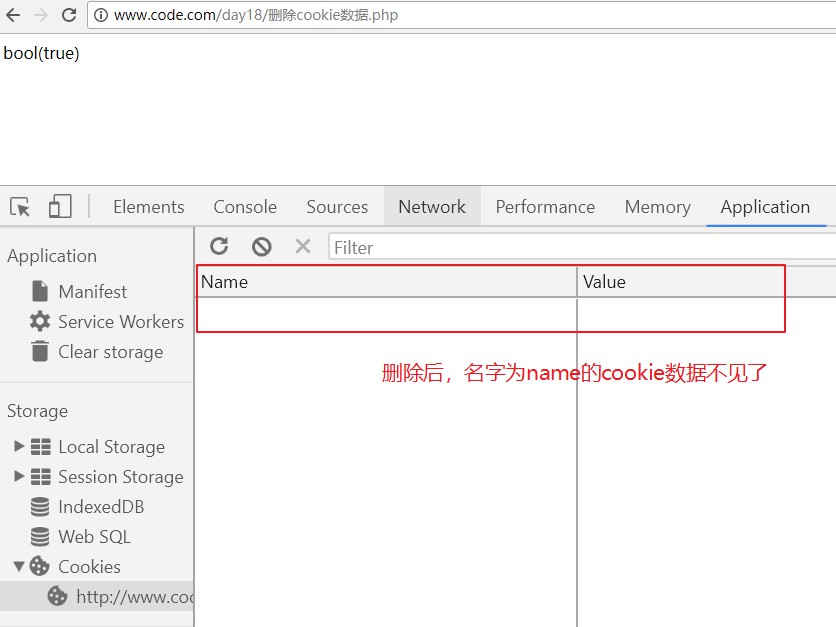 www.code.com/day18/删除cookie数据.php
bool(true)
Elements Console Sources Network Performance Memory Application
Application
Manifest
Service Workers
Clear storage
Storage
Local Storage
Session Storage
IndexedDB
Web SQL
Cookies
http://www.coc
Filter
Name Value
删除后，名字为name的cookie数据不见了